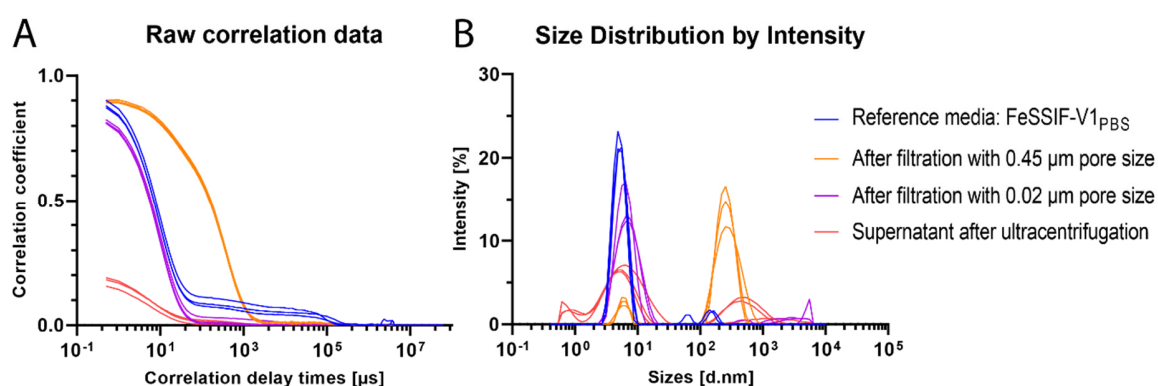 A
Raw correlation data
1.0
0.5
0.0
Correlation coefficient
10-1
101
103
105
107
Correlation delay times [µs]
B
Size Distribution by Intensity
30
20
10
0
Intensity [%]
10-1
100
101
102
103
104
105
Sizes [d.nm]
Reference media: FeSSIF-V1PBS
After filtration with 0.45 µm pore size
After filtration with 0.02 µm pore size
Supernatant after ultracentrifugation